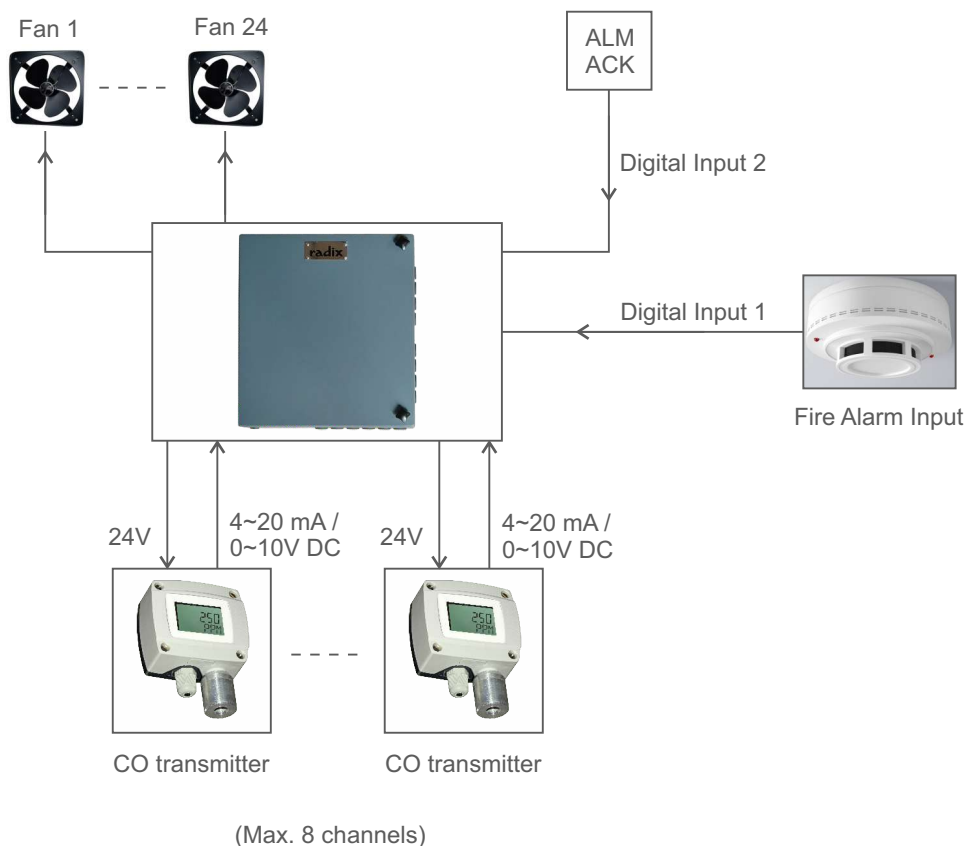 Fan 1
Fan 24
ALM
ACK
Digital Input 2
radix
Digital Input 1
Fire Alarm Input
24V
4~20 mA /
0~10V DC
24V
4~20 mA /
0~10V DC
250
PPM
250
PPM
CO transmitter
CO transmitter
(Max. 8 channels)